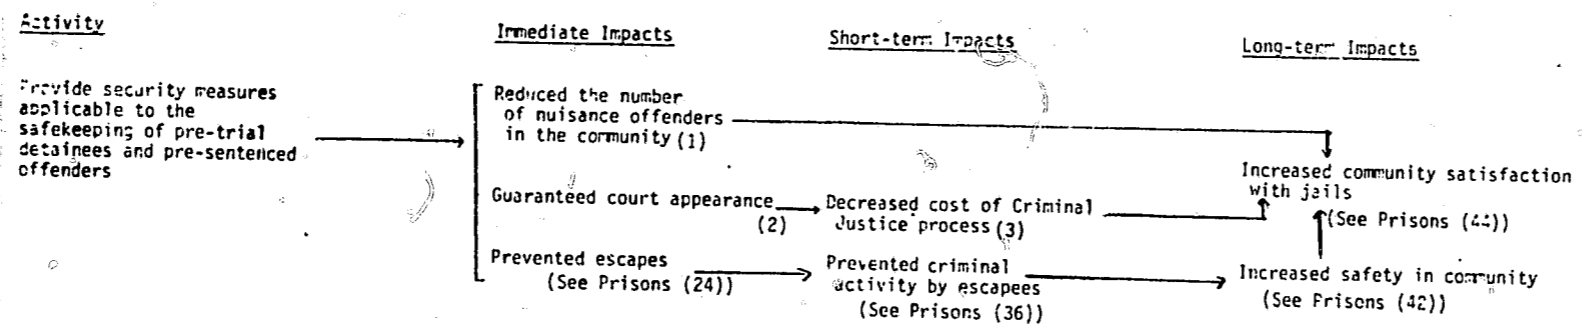 Activity
Provide security measures
applicable to the
safekeeping of pre-trial
detainees and pre-sentenced
offenders
Immediate Impacts
Reduced the number
of nuisance offenders
in the community (1)
Guaranteed court appearance
(2)
Prevented escapes
(See Prisons (24))
Short-term Impacts
Decreased cost of Criminal
Justice process (3)
Prevented criminal
activity by escapees
(See Prisons (36))
Long-term Impacts
Increased community satisfaction
with jails
(See Prisons (44))
Increased safety in community
(See Prisons (42))